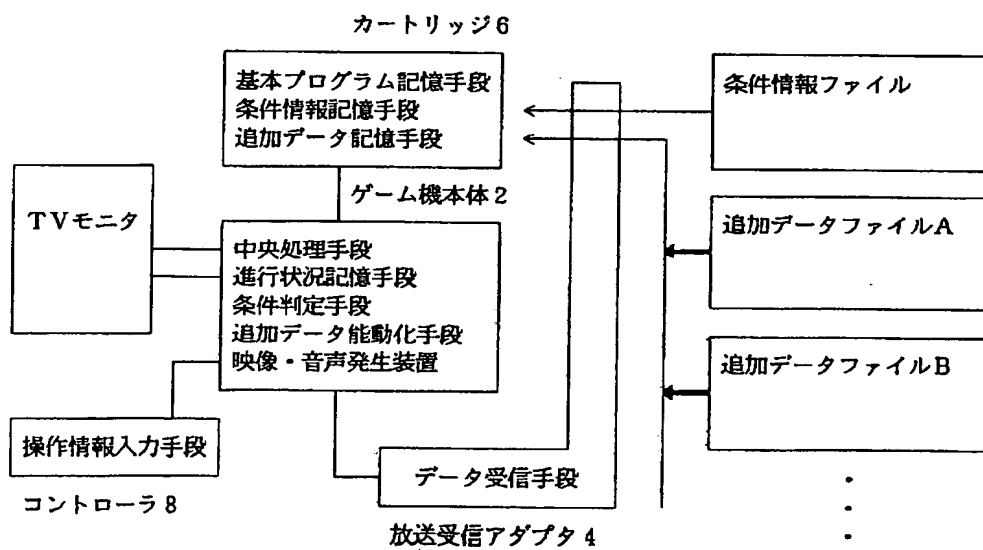 カートリッジ6
基本プログラム記憶手段
条件情報記憶手段
追加データ記憶手段
条件情報ファイル
ゲーム機本体2
TVモニタ
中央処理手段
進行状況記憶手段
条件判定手段
追加データ能動化手段
映像・音声発生装置
追加データファイルA
追加データファイルB
操作情報入力手段
コントローラ8
データ受信手段
放送受信アダプタ4